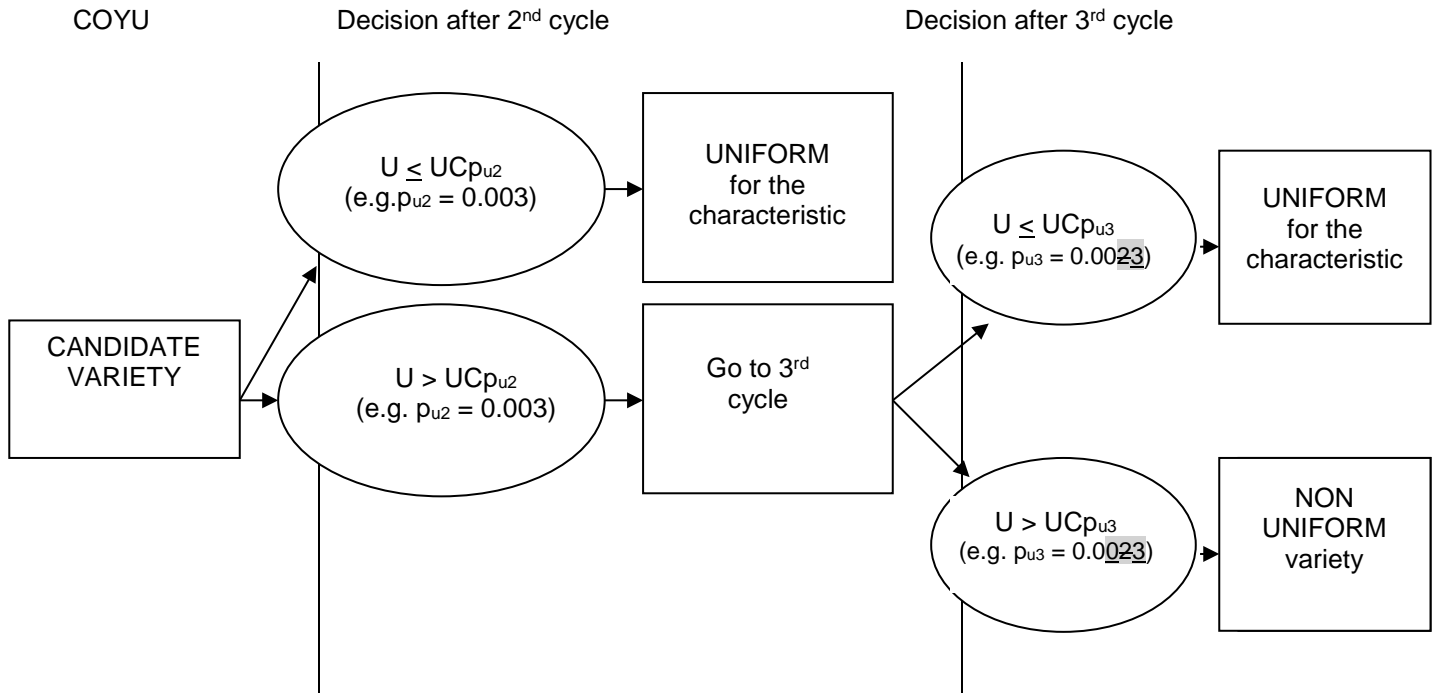 COYU
Decision after 2nd cycle
Decision after 3rd cycle
U ≤ UCpu2
(e.g.pu2 = 0.003)
UNIFORM
for the
characteristic
U ≤ UCpu3
(e.g. pu3 = 0.0023)
UNIFORM
for the
characteristic
CANDIDATE
VARIETY
U > UCpu2
(e.g. pu2 = 0.003)
Go to 3rd
cycle
U > UCpu3
(e.g. pu3 = 0.0023)
NON
UNIFORM
variety